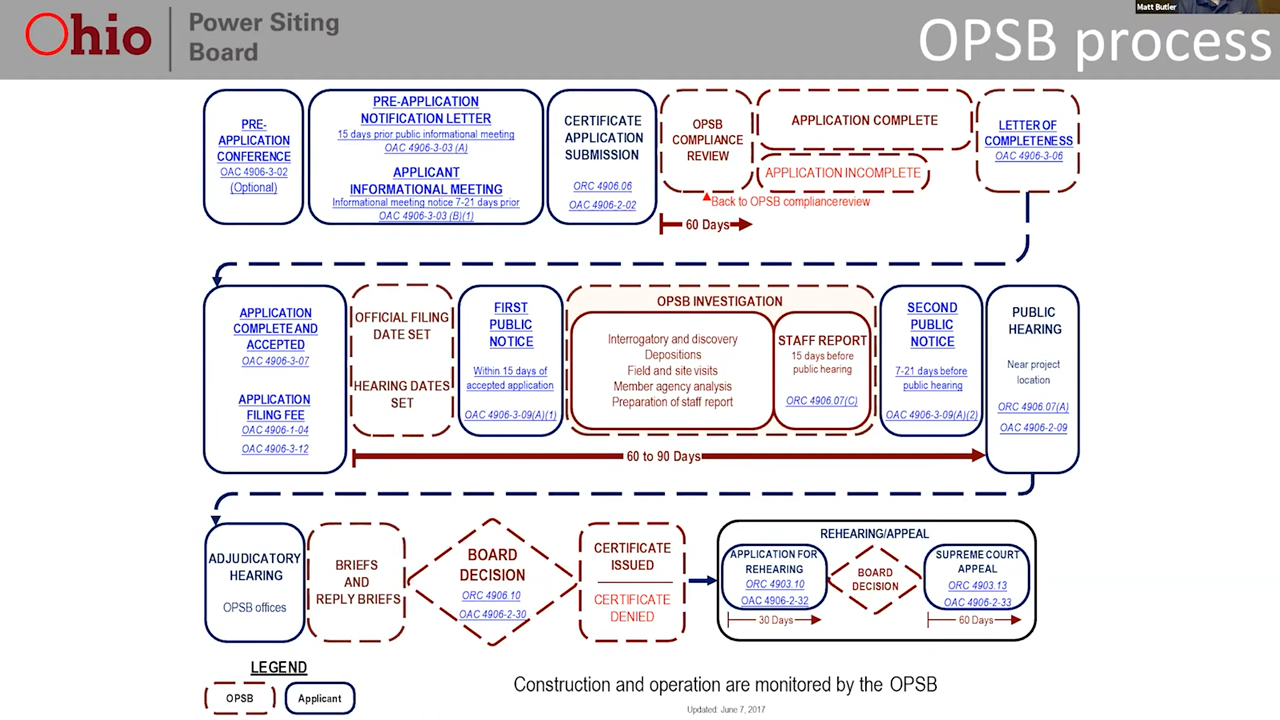 Matt Butler
Ohio
Power Siting
Board
OPSB process
PRE-
APPLICATION
CONFERENCE
OAC 4906-3-02
(Optional)
PRE-APPLICATION
NOTIFICATION LETTER
15 days prior public informational meeting
OAC 4906-3-03 (A)
APPLICANT
INFORMATIONAL MEETING
Informational meeting notice 7-21 days prior
OAC 4906-3-03 (B)(1)
CERTIFICATE
APPLICATION
SUBMISSION
ORC 4906.06
OAC 4906-2-02
OPSB
COMPLIANCE
REVIEW
APPLICATION COMPLETE
APPLICATION INCOMPLETE
Back to OPSB compliance review
60 Days
LETTER OF
COMPLETENESS
OAC 4906-3-06
APPLICATION
COMPLETE AND
ACCEPTED
OAC 4906-3-07
APPLICATION
FILING FEE
OAC 4906-1-04
OAC 4906-3-12
OFFICIAL FILING
DATE SET
HEARING DATES
SET
FIRST
PUBLIC
NOTICE
Within 15 days of
accepted application
OAC 4906-3-09(A)(1)
OPSB INVESTIGATION
Interrogatory and discovery
Depositions
Field and site visits
Member agency analysis
Preparation of staff report
STAFF REPORT
15 days before
public hearing
ORC 4906.07(C)
SECOND
PUBLIC
NOTICE
7-21 days before
public hearing
OAC 4906-3-09(A)(2)
PUBLIC
HEARING
Near project
location
ORC 4906.07(A)
OAC 4906-2-09
60 to 90 Days
ADJUDICATORY
HEARING
OPSB offices
BRIEFS
AND
REPLY BRIEFS
BOARD
DECISION
ORC 4906.10
OAC 4906-2-30
CERTIFICATE
ISSUED
CERTIFICATE
DENIED
REHEARING/APPEAL
APPLICATION FOR
REHEARING
ORC 4903.10
OAC 4906-2-32
30 Days
BOARD
DECISION
SUPREME COURT
APPEAL
ORC 4903.13
OAC 4906-2-33
60 Days
LEGEND
OPSB
Applicant
Construction and operation are monitored by the OPSB
Updated: June 7, 2017